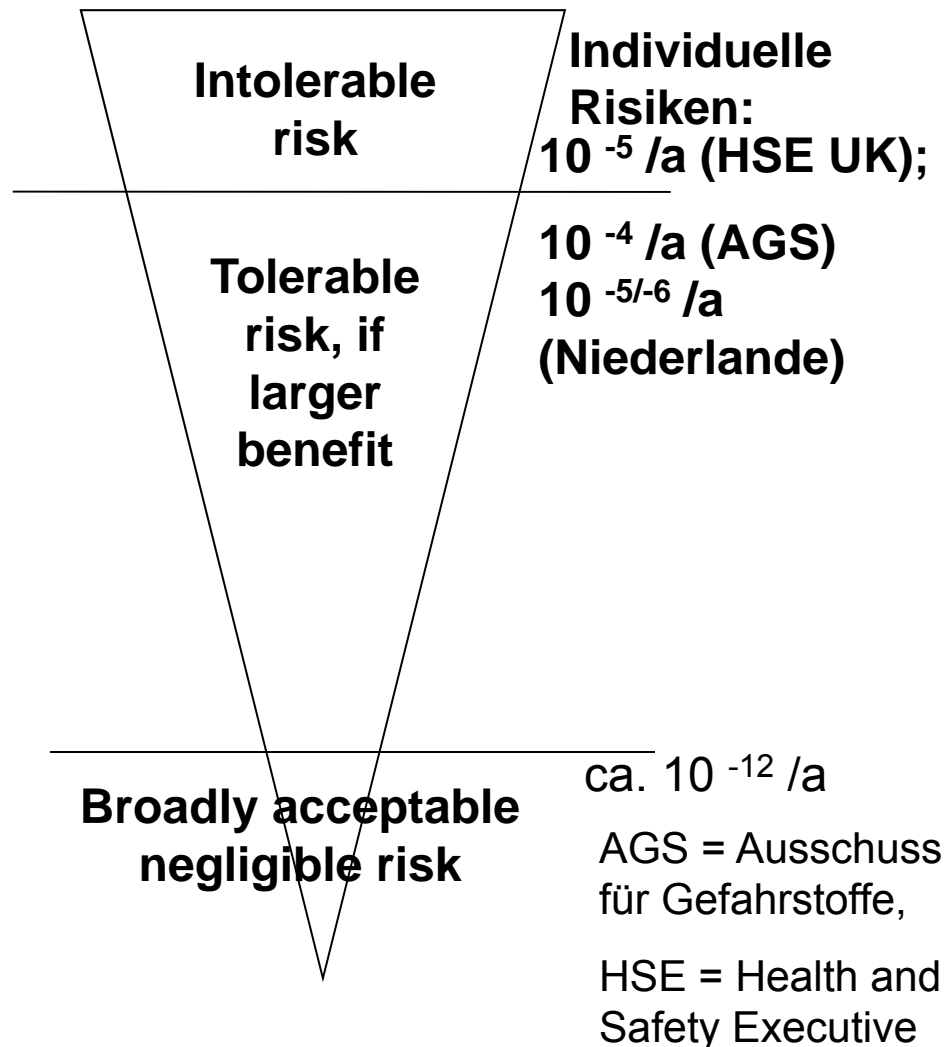 Intolerable
risk
Individuelle
Risiken:
10 -5 /a (HSE UK);
10 -4 /a (AGS)
10 -5/-6 /a
(Niederlande)
Tolerable
risk, if
larger
benefit
ca. 10 -12 /a
Broadly acceptable
negligible risk
AGS = Ausschuss
für Gefahrstoffe,
HSE = Health and
Safety Executive